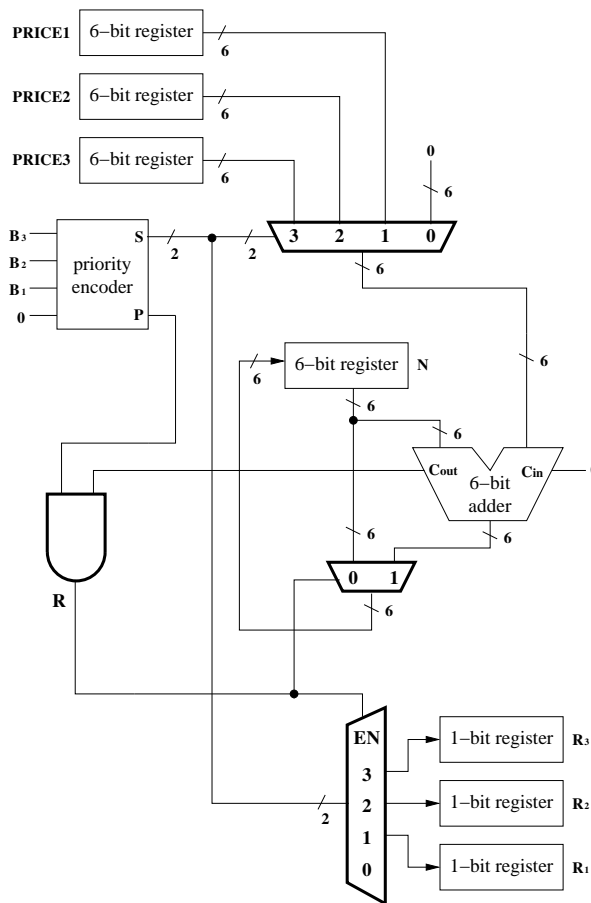 PRICE1 6−bit register 6
PRICE2 6−bit register 6
PRICE3 6−bit register 6
0
6
3 2 1 0
B3
B2
B1
0
priority
encoder
S
P
2
2
6
6
6−bit register N
6
6
6
Cout Cin
6−bit
adder
6
6
0 1
6
R
EN
3
2
1
0
2
1−bit register R3
1−bit register R2
1−bit register R1